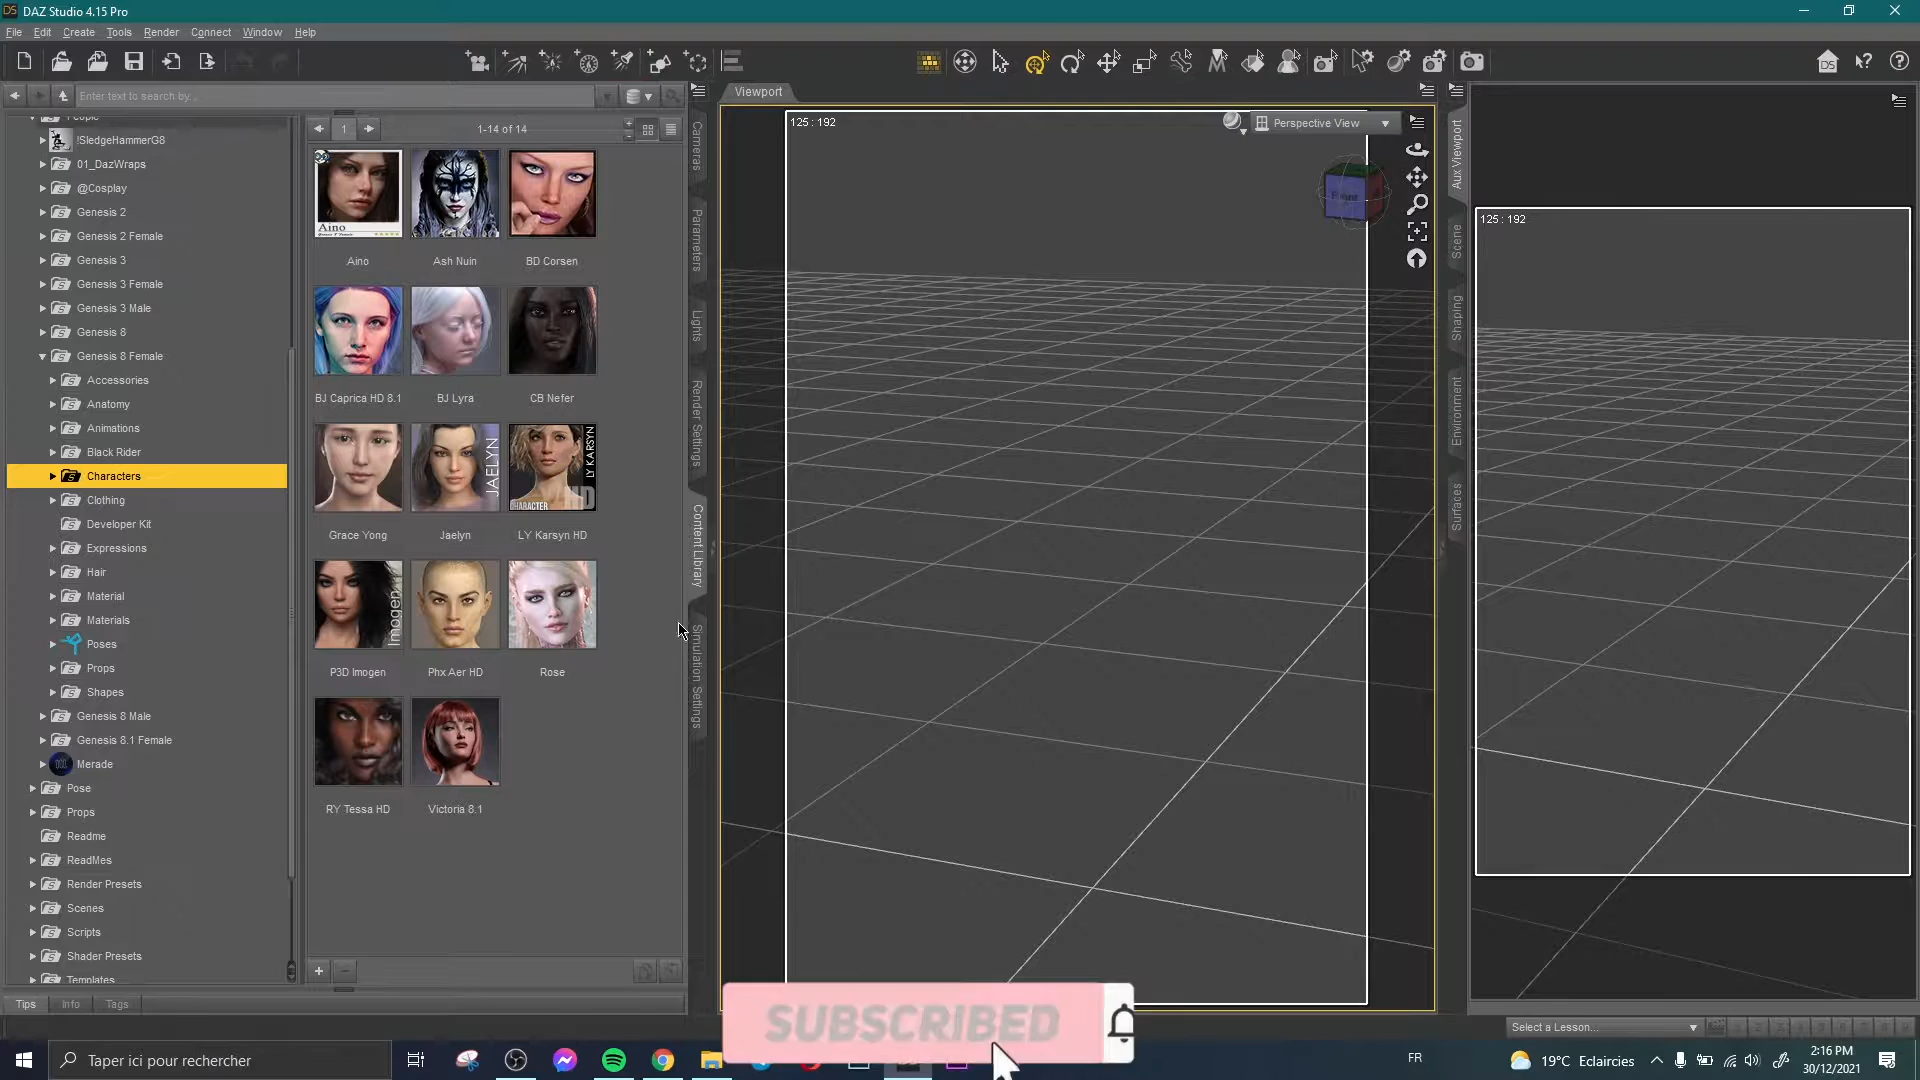 DAZ Studio 4.15 Pro
File Edit Create Tools Render Connect Window Help
Enter text to search by...
People
!SledgeHammerG8
01_DazWraps
@Cosplay
Genesis 2
Genesis 2 Female
Genesis 3
Genesis 3 Female
Genesis 3 Male
Genesis 8
Genesis 8 Female
Accessories
Anatomy
Animations
Black Rider
Characters
Clothing
Developer Kit
Expressions
Hair
Material
Materials
Poses
Props
Shapes
Genesis 8 Male
Genesis 8.1 Female
Merade
Pose
Props
Readme
ReadMes
Render Presets
Scenes
Scripts
Shader Presets
Templates
Tips Info Tags
1
1-14 of 14
Aino
Aino Ash Nuin BD Corsen
BJ Caprica HD 8.1 BJ Lyra CB Nefer
JAELYN
LY KARSYN
CHARACTER HD
Grace Yong Jaelyn LY Karsyn HD
Imogen
P3D Imogen Phx Aer HD Rose
RY Tessa HD Victoria 8.1
Cameras
Parameters
Lights
Render Settings
Content Library
Simulation Settings
Viewport
125 : 192
Perspective View
Front
Aux Viewport
Scene
Shaping
Environment
Surfaces
125 : 192
SUBSCRIBED
Select a Lesson...
Taper ici pour rechercher
FR
19°C Eclaircies
2:16 PM
30/12/2021